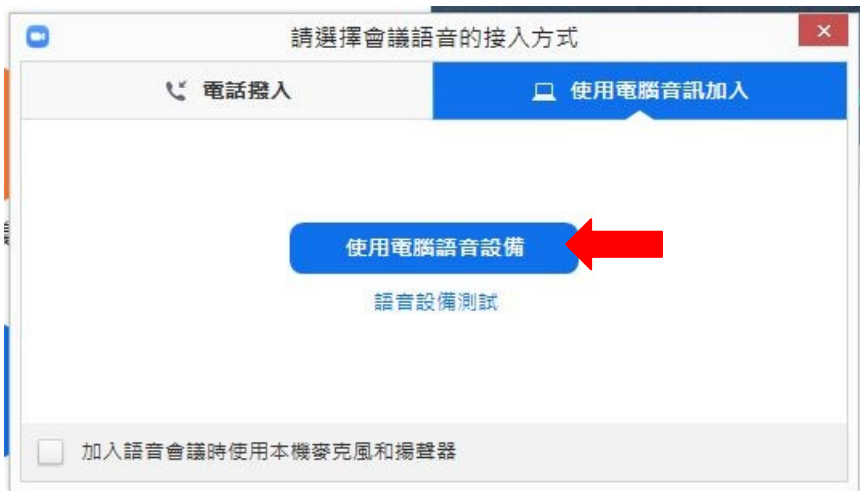 請選擇會議語音的接入方式
電話撥入
使用電腦音訊加入
使用電腦語音設備
語音設備測試
加入語音會議時使用本機麥克風和揚聲器